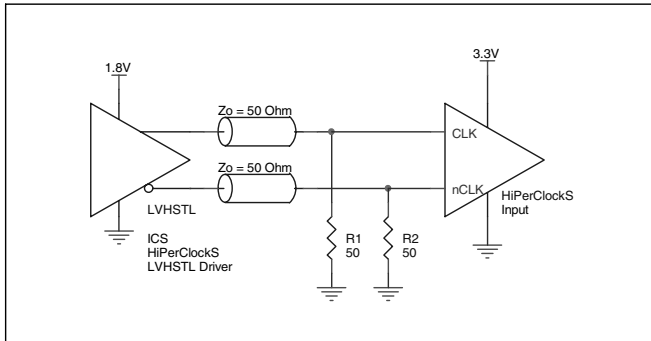 1.8V
3.3V
Zo = 50 Ohm
CLK
Zo = 50 Ohm
nCLK
LVHSTL
HiPerClockS
Input
ICS
HiPerClockS
LVHSTL Driver
R1
50
R2
50